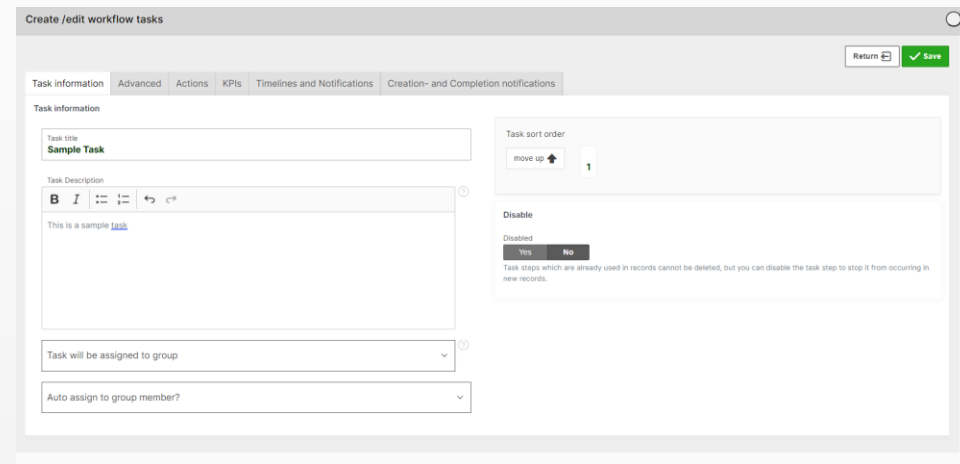 Create /edit workflow tasks
Return
Save
Task information
Advanced
Actions
KPIs
Timelines and Notifications
Creation- and Completion notifications
Task information
Task title
Sample Task
Task Description
B I
?
This is a sample task
Task will be assigned to group
?
Auto assign to group member?
Task sort order
move up
1
Disable
Disabled
Yes No
Task steps which are already used in records cannot be deleted, but you can disable the task step to stop it from occurring in
new records.